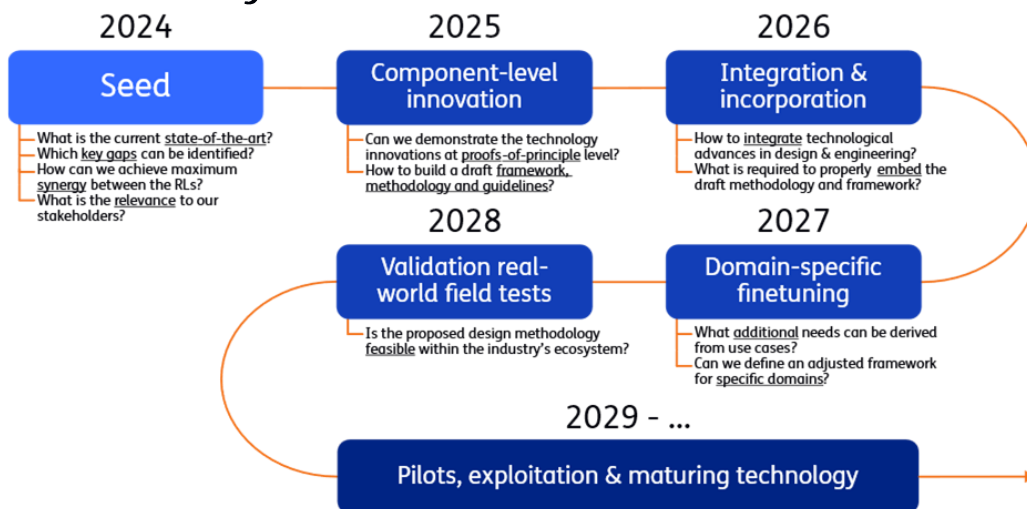 2024
Seed
What is the current state-of-the-art?
Which key gaps can be identified?
How can we achieve maximum
synergy between the RLs?
What is the relevance to our
stakeholders?
2025
Component-level
innovation
Can we demonstrate the technology
innovations at proofs-of-principle level?
How to build a draft framework,
methodology and guidelines?
2026
Integration &
incorporation
How to integrate technological
advances in design & engineering?
What is required to properly embed the
draft methodology and framework?
2027
Domain-specific
finetuning
What additional needs can be derived
from use cases?
Can we define an adjusted framework
for specific domains?
2028
Validation real-
world field tests
Is the proposed design methodology
feasible within the industry's ecosystem?
2029 - ...
Pilots, exploitation & maturing technology